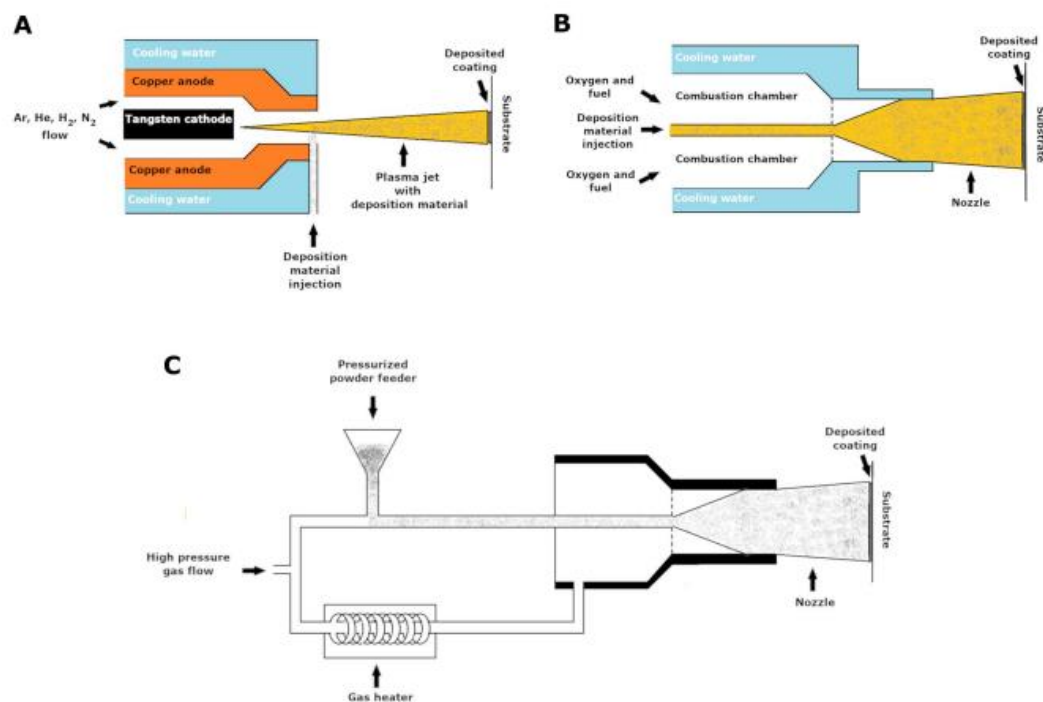 A
Cooling water
Copper anode
Ar, He, H2, N2
flow
Tangsten cathode
Copper anode
Cooling water
Deposited
coating
Substrate
Plasma jet
with
deposition material
Deposition
material
injection
B
Cooling water
Oxygen and
fuel
Combustion chamber
Deposition
material
injection
Combustion chamber
Oxygen and
fuel
Cooling water
Deposited
coating
Substrate
Nozzle
C
Pressurized
powder feeder
High pressure
gas flow
Gas heater
Deposited
coating
Substrate
Nozzle